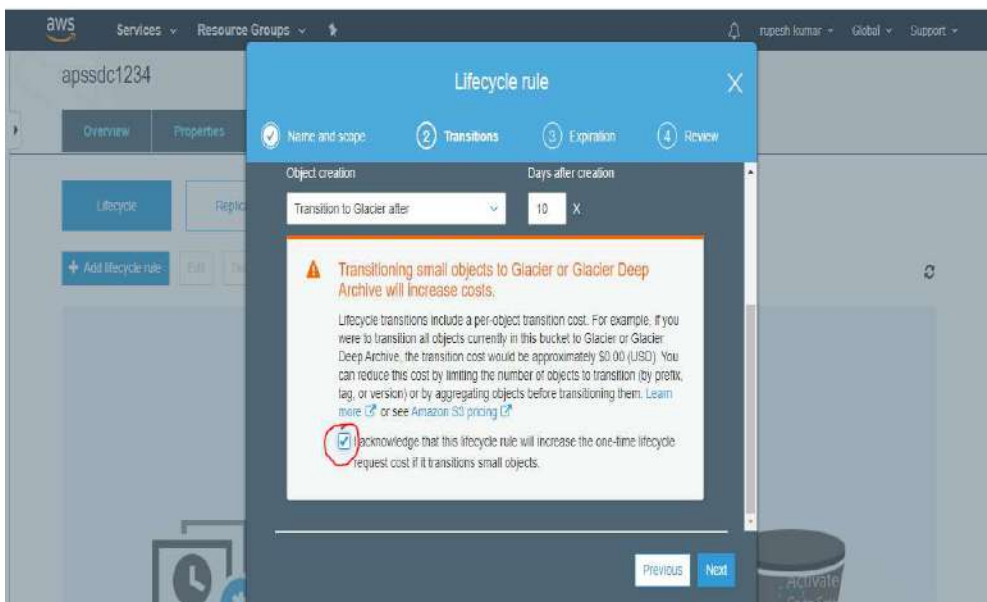 aws
Services
Resource Groups
rupesh kumar
Global
Support
apssdc1234
Overview
Properties
Lifecycle
Replic
+ Add lifecycle rule
Edit
Lifecycle rule
X
Name and scope
2 Transitions
3 Expiration
4 Review
Object creation
Days after creation
Transition to Glacier after
10 X
Transitioning small objects to Glacier or Glacier Deep
Archive will increase costs.
Lifecycle transitions include a per-object transition cost. For example, if you
were to transition all objects currently in this bucket to Glacier or Glacier
Deep Archive, the transition cost would be approximately $0.00 (USD). You
can reduce this cost by limiting the number of objects to transition (by prefix,
tag, or version) or by aggregating objects before transitioning them. Learn
more or see Amazon S3 pricing
I acknowledge that this lifecycle rule will increase the one-time lifecycle
request cost if it transitions small objects.
Previous
Next
Activate